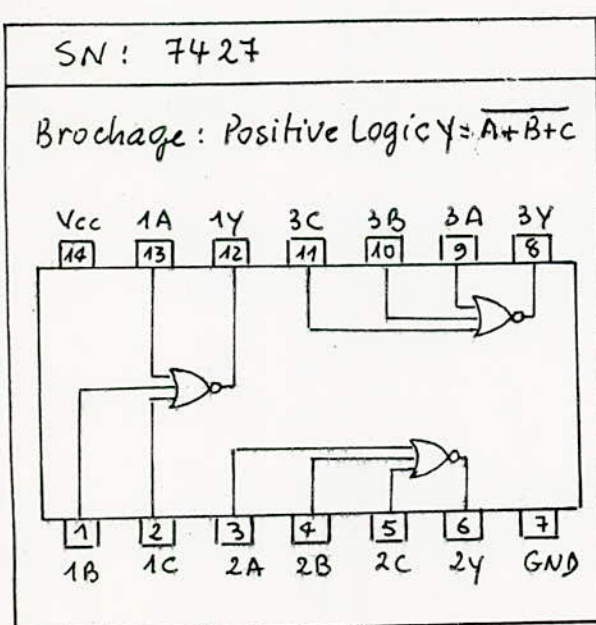 SN: 7427
Brochage: Positive Logic Y= \overline{A+B+C}
Vcc 1A 1Y 3C 3B 3A 3Y
14 13 12 11 10 9 8
1 2 3 4 5 6 7
1B 1C 2A 2B 2C 2Y GND